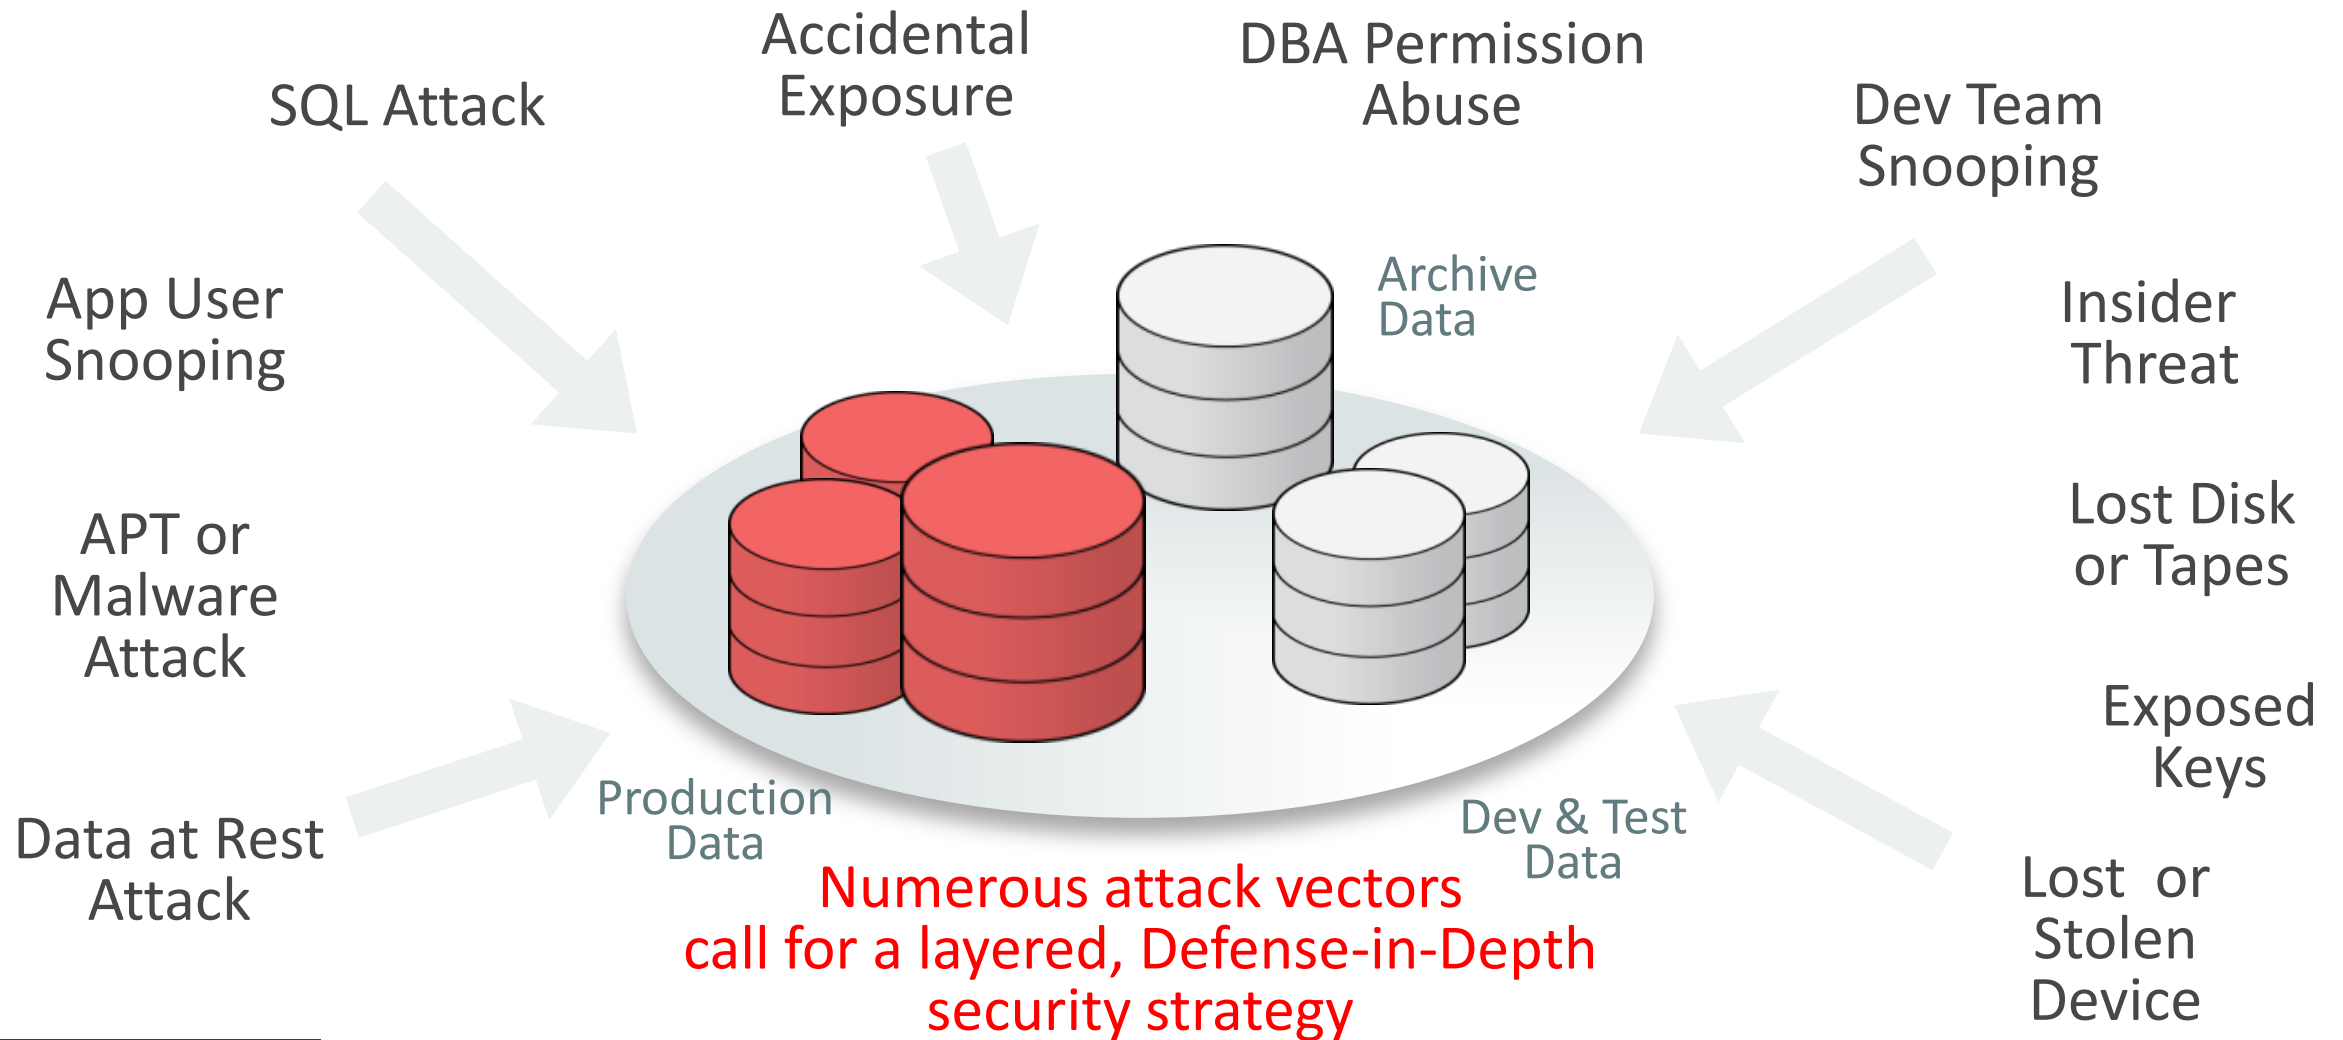 Accidental
Exposure
DBA Permission
Abuse
SQL Attack
Dev Team
Snooping
App User
Snooping
Archive
Data
Insider
Threat
APT or
Malware
Attack
Lost Disk
or Tapes
Exposed
Keys
Data at Rest
Attack
Production
Data
Dev & Test
Data
Lost  or
Stolen
Device
Numerous attack vectors
call for a layered, Defense-in-Depth
security strategy